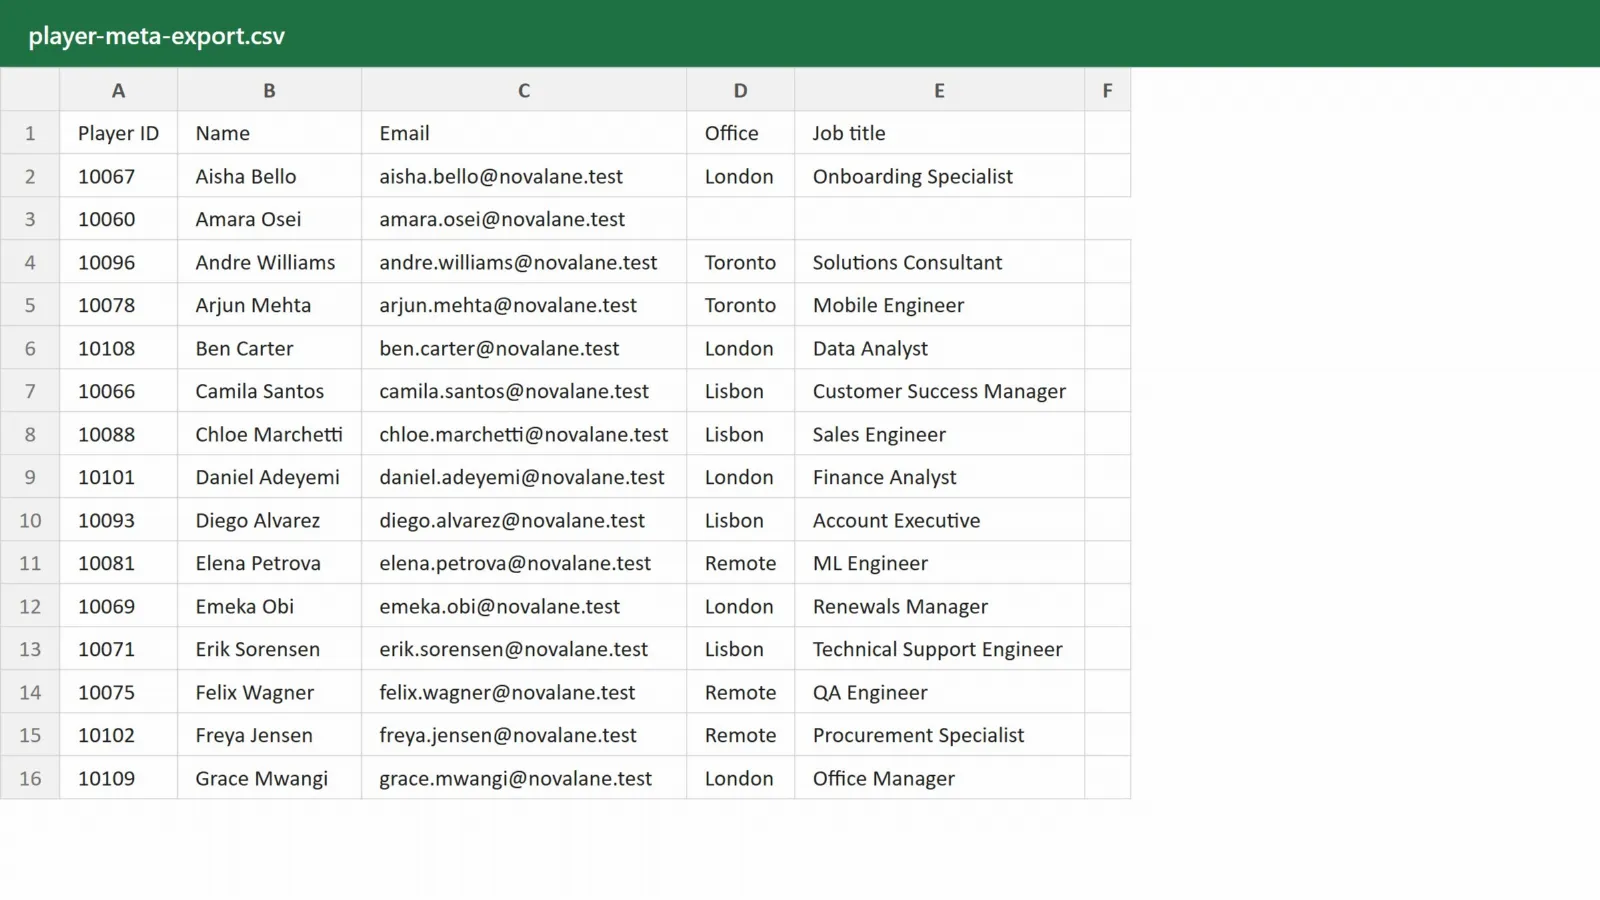 player-meta-export.csv
A B C D E F
1 Player ID Name Email Office Job title
2 10067 Aisha Bello aisha.bello@novalane.test London Onboarding Specialist
3 10060 Amara Osei amara.osei@novalane.test
4 10096 Andre Williams andre.williams@novalane.test Toronto Solutions Consultant
5 10078 Arjun Mehta arjun.mehta@novalane.test Toronto Mobile Engineer
6 10108 Ben Carter ben.carter@novalane.test London Data Analyst
7 10066 Camila Santos camila.santos@novalane.test Lisbon Customer Success Manager
8 10088 Chloe Marchetti chloe.marchetti@novalane.test Lisbon Sales Engineer
9 10101 Daniel Adeyemi daniel.adeyemi@novalane.test London Finance Analyst
10 10093 Diego Alvarez diego.alvarez@novalane.test Lisbon Account Executive
11 10081 Elena Petrova elena.petrova@novalane.test Remote ML Engineer
12 10069 Emeka Obi emeka.obi@novalane.test London Renewals Manager
13 10071 Erik Sorensen erik.sorensen@novalane.test Lisbon Technical Support Engineer
14 10075 Felix Wagner felix.wagner@novalane.test Remote QA Engineer
15 10102 Freya Jensen freya.jensen@novalane.test Remote Procurement Specialist
16 10109 Grace Mwangi grace.mwangi@novalane.test London Office Manager